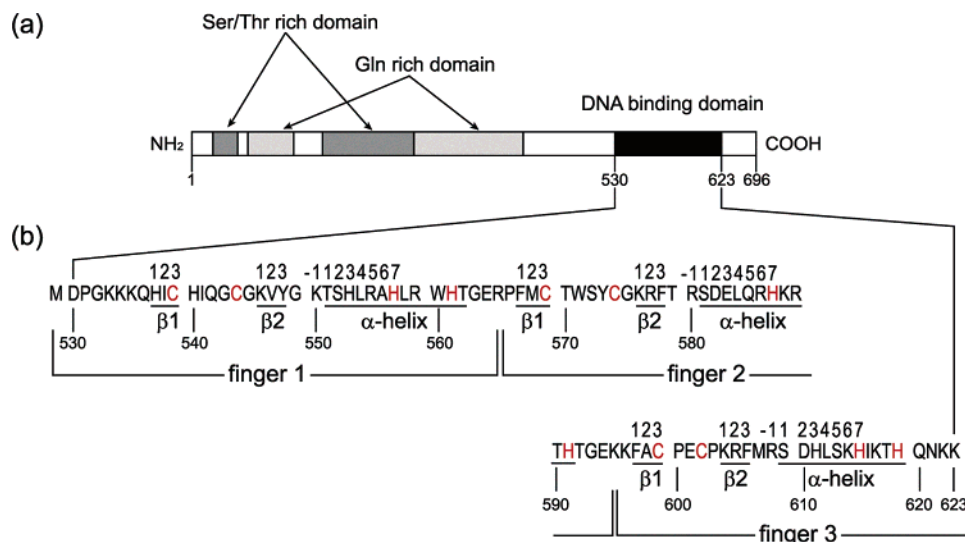 (a)
Ser/Thr rich domain
Gln rich domain
DNA binding domain
NH₂ COOH
1 530 623 696
(b)
123 123 -11234567 123 123 -11234567
M DPGKKKQHIC HIQGCGKVYG KTSHLRAHLR WHTGERPFMC TWSYCGKRFT RSDELQRHKR
β1 β2 α-helix β1 β2 α-helix
530 540 550 560 570 580
finger 1 finger 2
123 123 -11 234567
THTGEKKFAC PECPKRFMRS DHLSKHIKTH QNKK
β1 β2 α-helix
590 600 610 620 623
finger 3